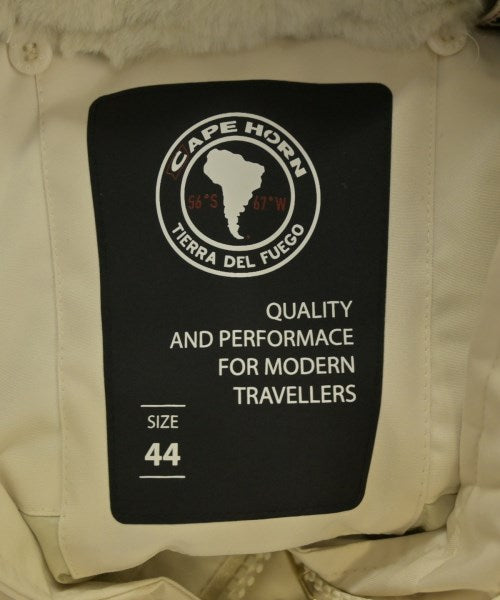 CAPE HORN
56°S 67°W
TIERRA DEL FUEGO
QUALITY
AND PERFORMACE
FOR MODERN
TRAVELLERS
SIZE
44